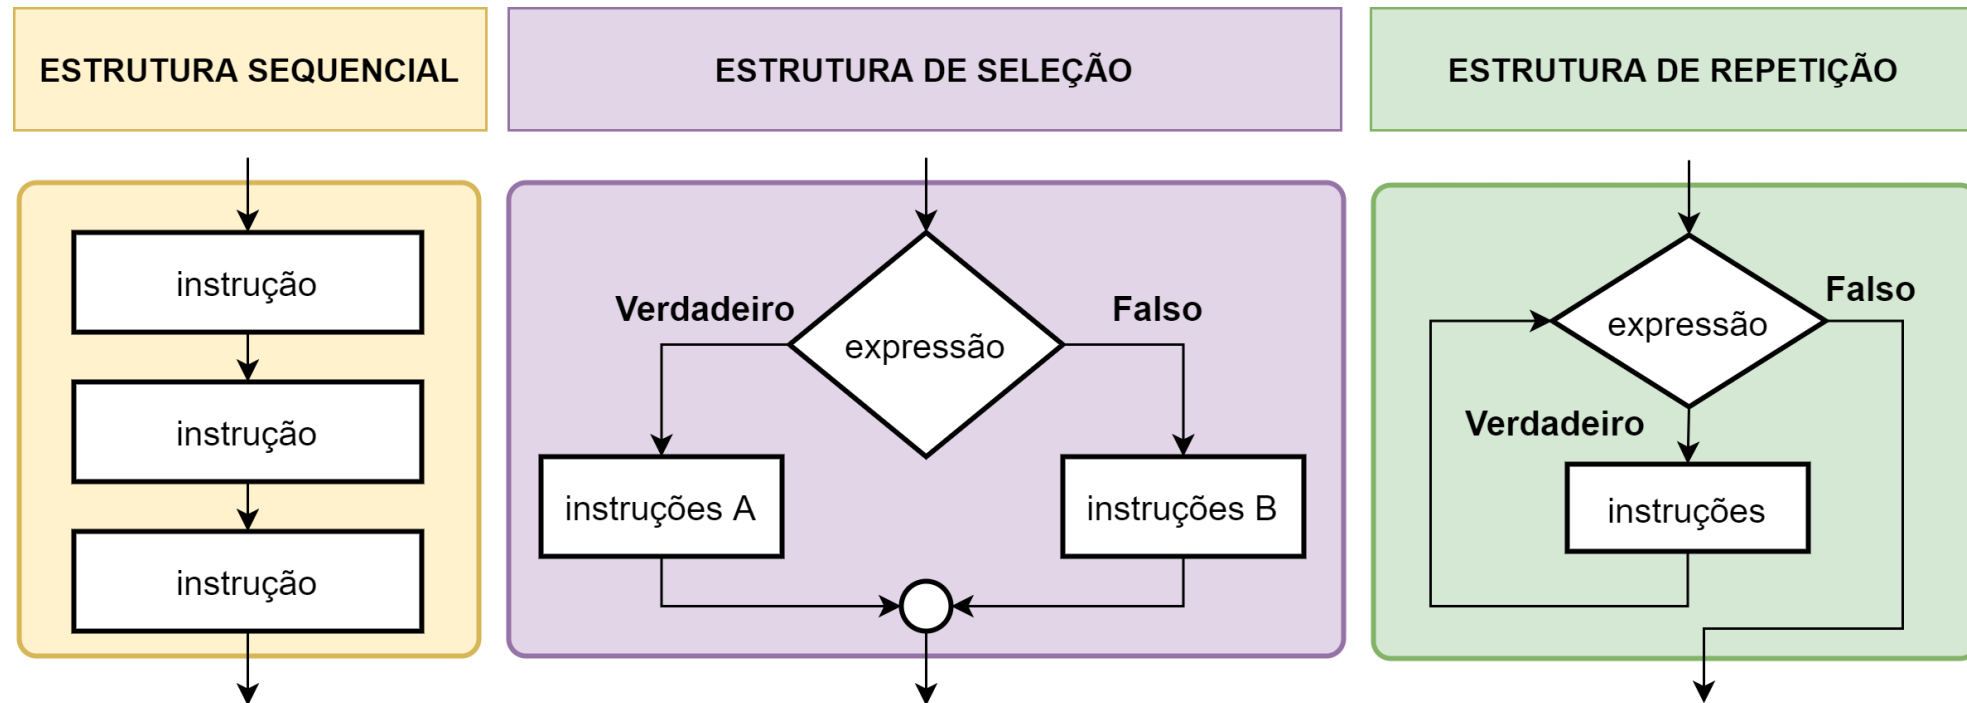 ESTRUTURA SEQUENCIAL
instrução
instrução
instrução
ESTRUTURA DE SELEÇÃO
Verdadeiro
Falso
expressão
instruções A
instruções B
ESTRUTURA DE REPETIÇÃO
Falso
expressão
Verdadeiro
instruções